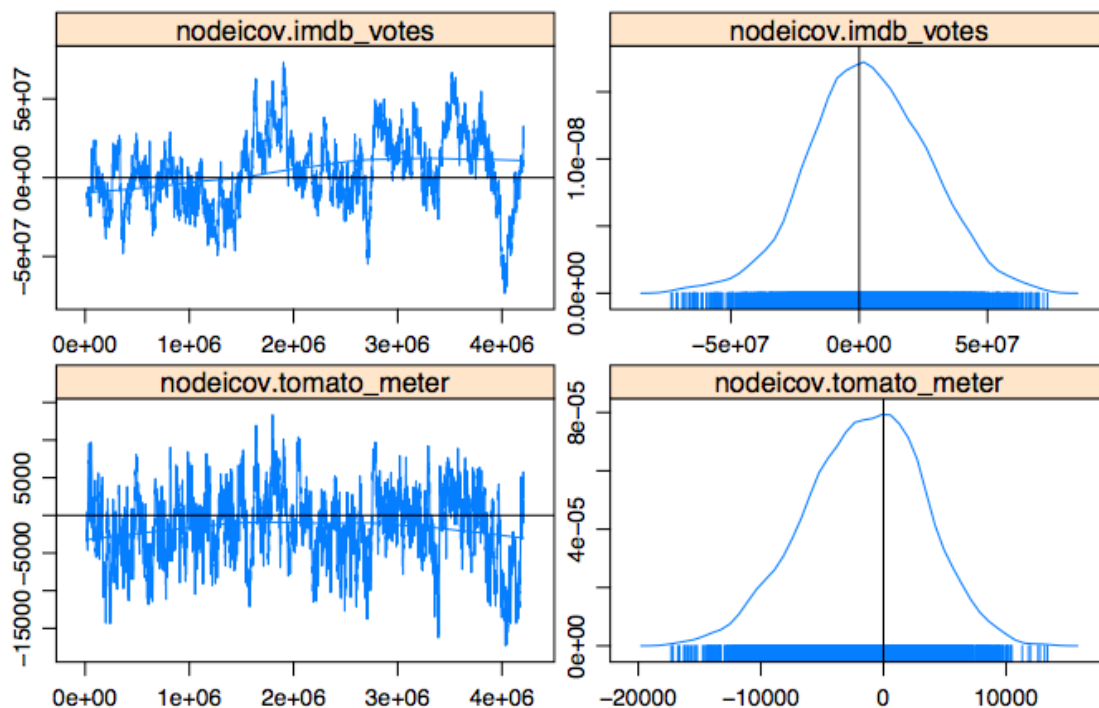 nodeicov.imdb_votes
nodeicov.imdb_votes
5e+07
0e+00
−5e+07
0e+00 1e+06 2e+06 3e+06 4e+06
1.0e−08
0.0e+00
−5e+07 0e+00 5e+07
nodeicov.tomato_meter
nodeicov.tomato_meter
5000
−5000
−15000
0e+00 1e+06 2e+06 3e+06 4e+06
8e−05
4e−05
0e+00
−20000 −10000 0 10000